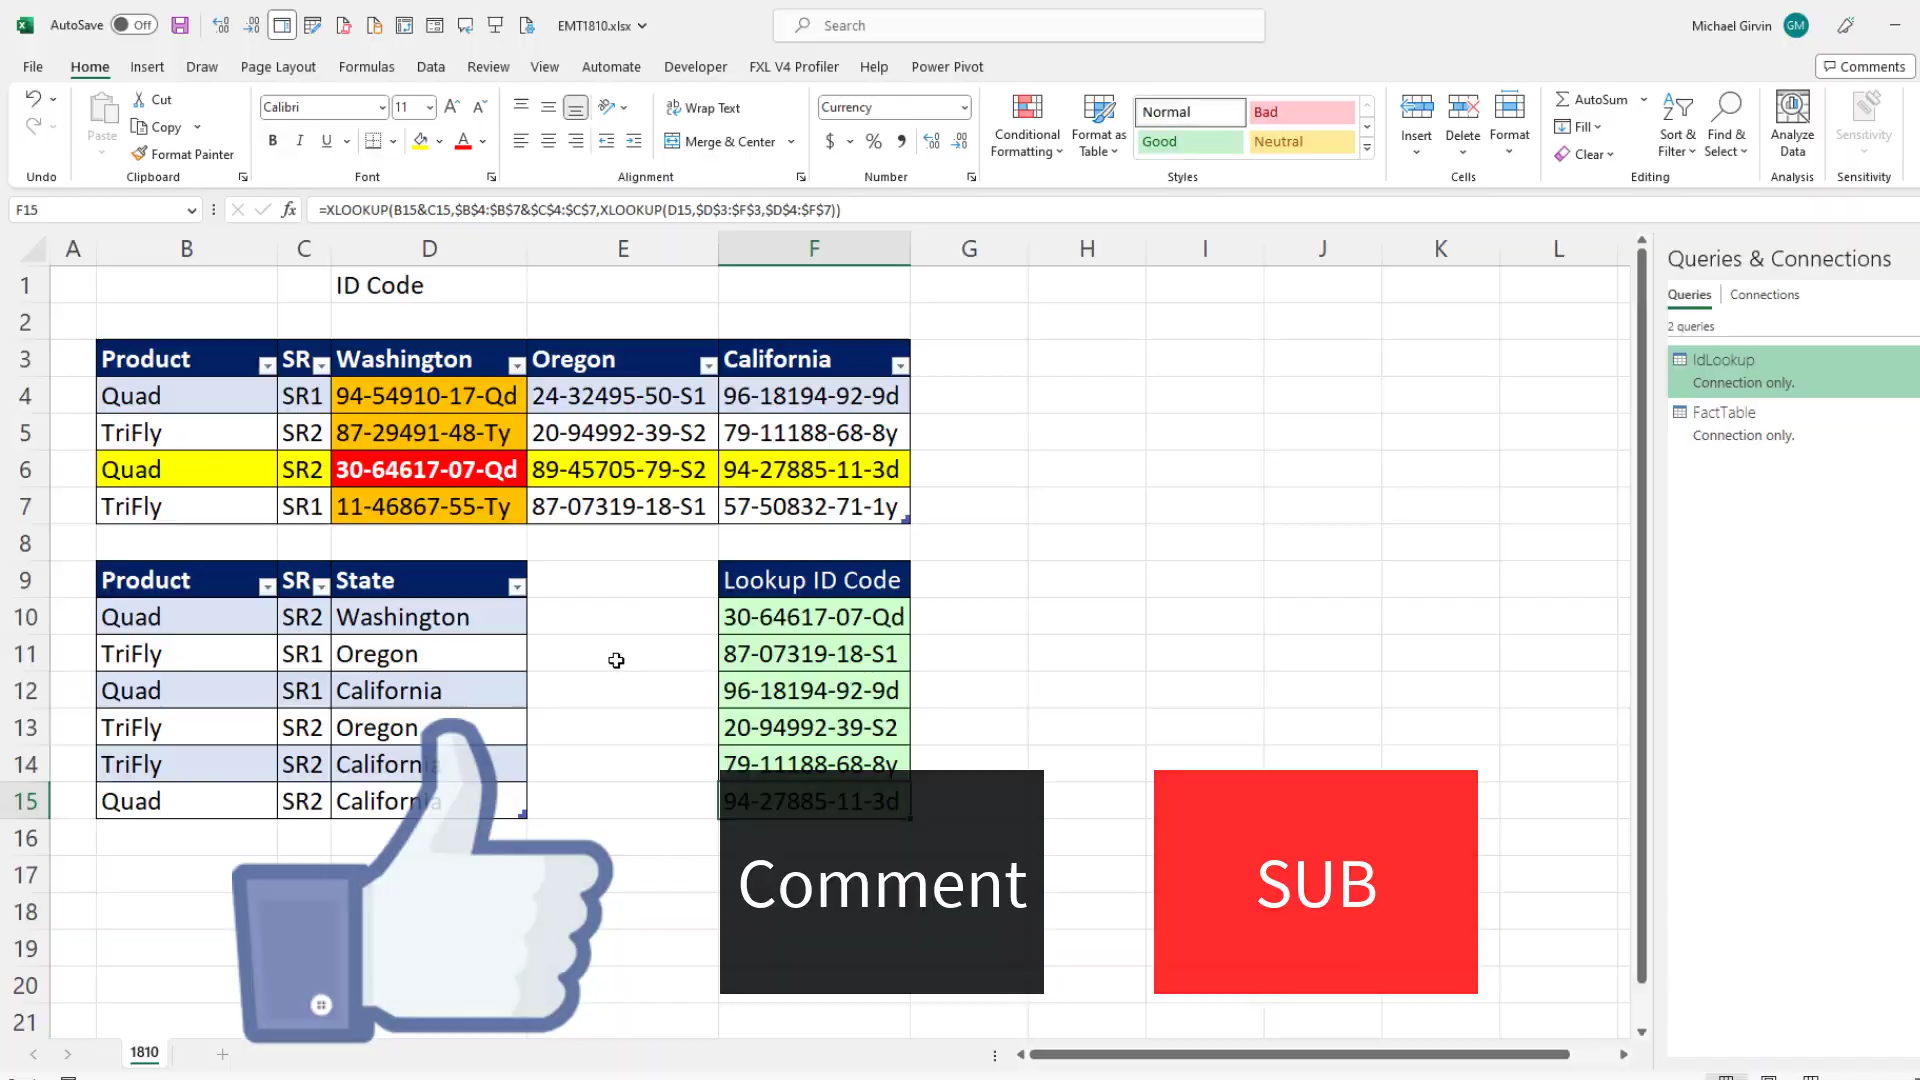 AutoSave Off EMT1810.xlsx Search Michael Girvin GM
File Home Insert Draw Page Layout Formulas Data Review View Automate Developer FXL V4 Profiler Help Power Pivot Comments
Undo
Paste Cut Copy Format Painter
Clipboard
Calibri 11
B I U
Font
Wrap Text
Merge & Center
Alignment
Currency
$ % ,
Number
Conditional Formatting
Format as Table
Normal Bad
Good Neutral
Styles
Insert Delete Format
Cells
AutoSum
Fill
Clear
Sort & Filter
Find & Select
Editing
Analyze Data
Analysis
Sensitivity
Sensitivity
F15 fx =XLOOKUP(B15&C15,$B$4:$B$7&$C$4:$C$7,XLOOKUP(D15,$D$3:$F$3,$D$4:$F$7))
A B C D E F G H I J K L
1 ID Code
2
3 Product SR Washington Oregon California
4 Quad SR1 94-54910-17-Qd 24-32495-50-S1 96-18194-92-9d
5 TriFly SR2 87-29491-48-Ty 20-94992-39-S2 79-11188-68-8y
6 Quad SR2 30-64617-07-Qd 89-45705-79-S2 94-27885-11-3d
7 TriFly SR1 11-46867-55-Ty 87-07319-18-S1 57-50832-71-1y
8
9 Product SR State Lookup ID Code
10 Quad SR2 Washington 30-64617-07-Qd
11 TriFly SR1 Oregon 87-07319-18-S1
12 Quad SR1 California 96-18194-92-9d
13 TriFly SR2 Oregon 20-94992-39-S2
14 TriFly SR2 California 79-11188-68-8y
15 Quad SR2 California 94-27885-11-3d
16
17
18
19
20
21
Comment
SUB
1810
Queries & Connections
Queries Connections
2 queries
IdLookup
Connection only.
FactTable
Connection only.